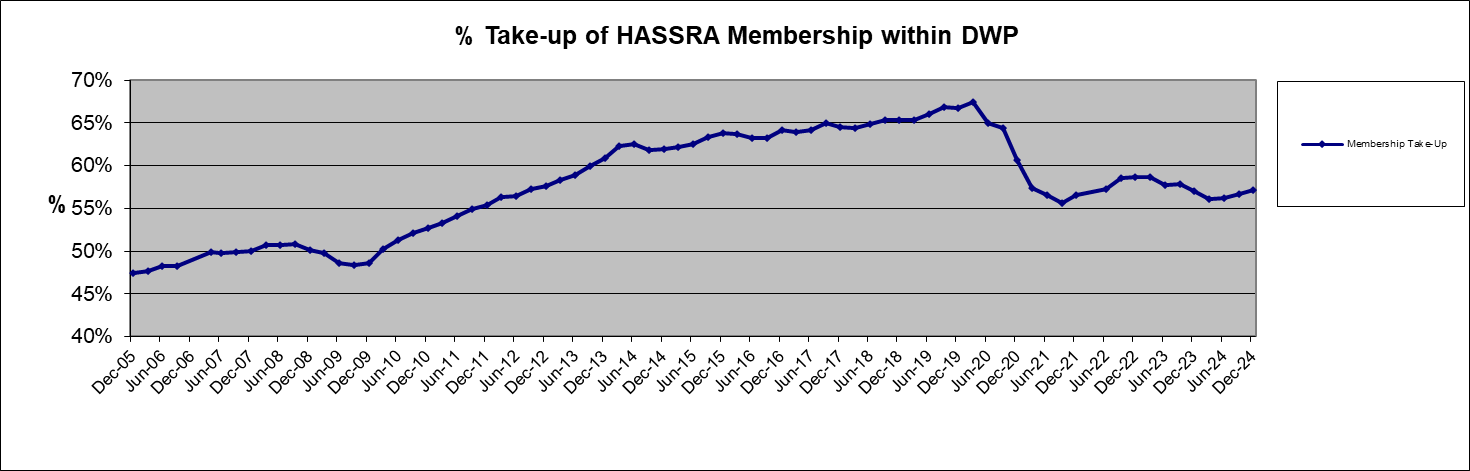 % Take-up of HASSRA Membership within DWP
70%
65%
60%
55%
50%
45%
40%
%
Dec-05
Jun-06
Dec-06
Jun-07
Dec-07
Jun-08
Dec-08
Jun-09
Dec-09
Jun-10
Dec-10
Jun-11
Dec-11
Jun-12
Dec-12
Jun-13
Dec-13
Jun-14
Dec-14
Jun-15
Dec-15
Jun-16
Dec-16
Jun-17
Dec-17
Jun-18
Dec-18
Jun-19
Dec-19
Jun-20
Dec-20
Jun-21
Dec-21
Jun-22
Dec-22
Jun-23
Dec-23
Jun-24
Dec-24
Membership Take-Up